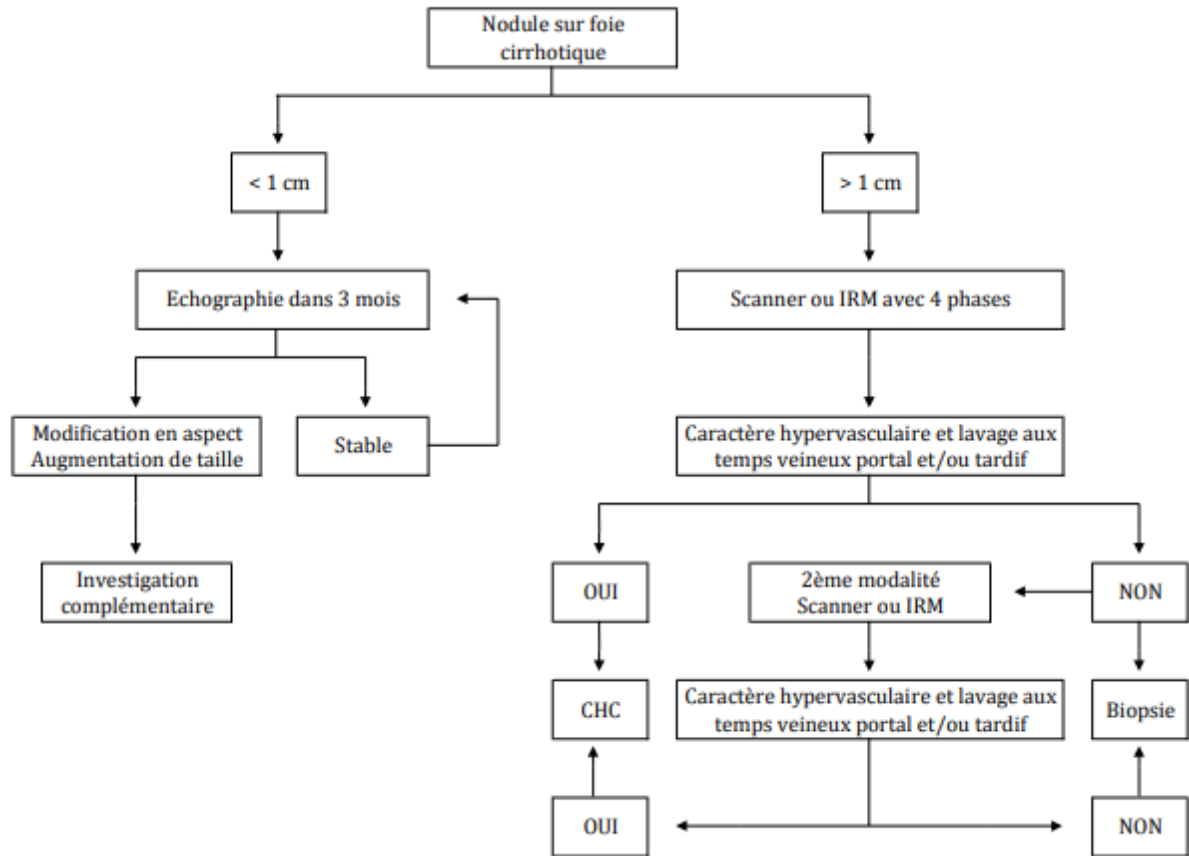 Nodule sur foie
cirrhotique
< 1 cm
> 1 cm
Echographie dans 3 mois
Scanner ou IRM avec 4 phases
Modification en aspect
Augmentation de taille
Stable
Caractère hypervasculaire et lavage aux
temps veineux portal et/ou tardif
Investigation
complémentaire
OUI
2ème modalité
Scanner ou IRM
NON
CHC
Caractère hypervasculaire et lavage aux
temps veineux portal et/ou tardif
Biopsie
OUI
NON